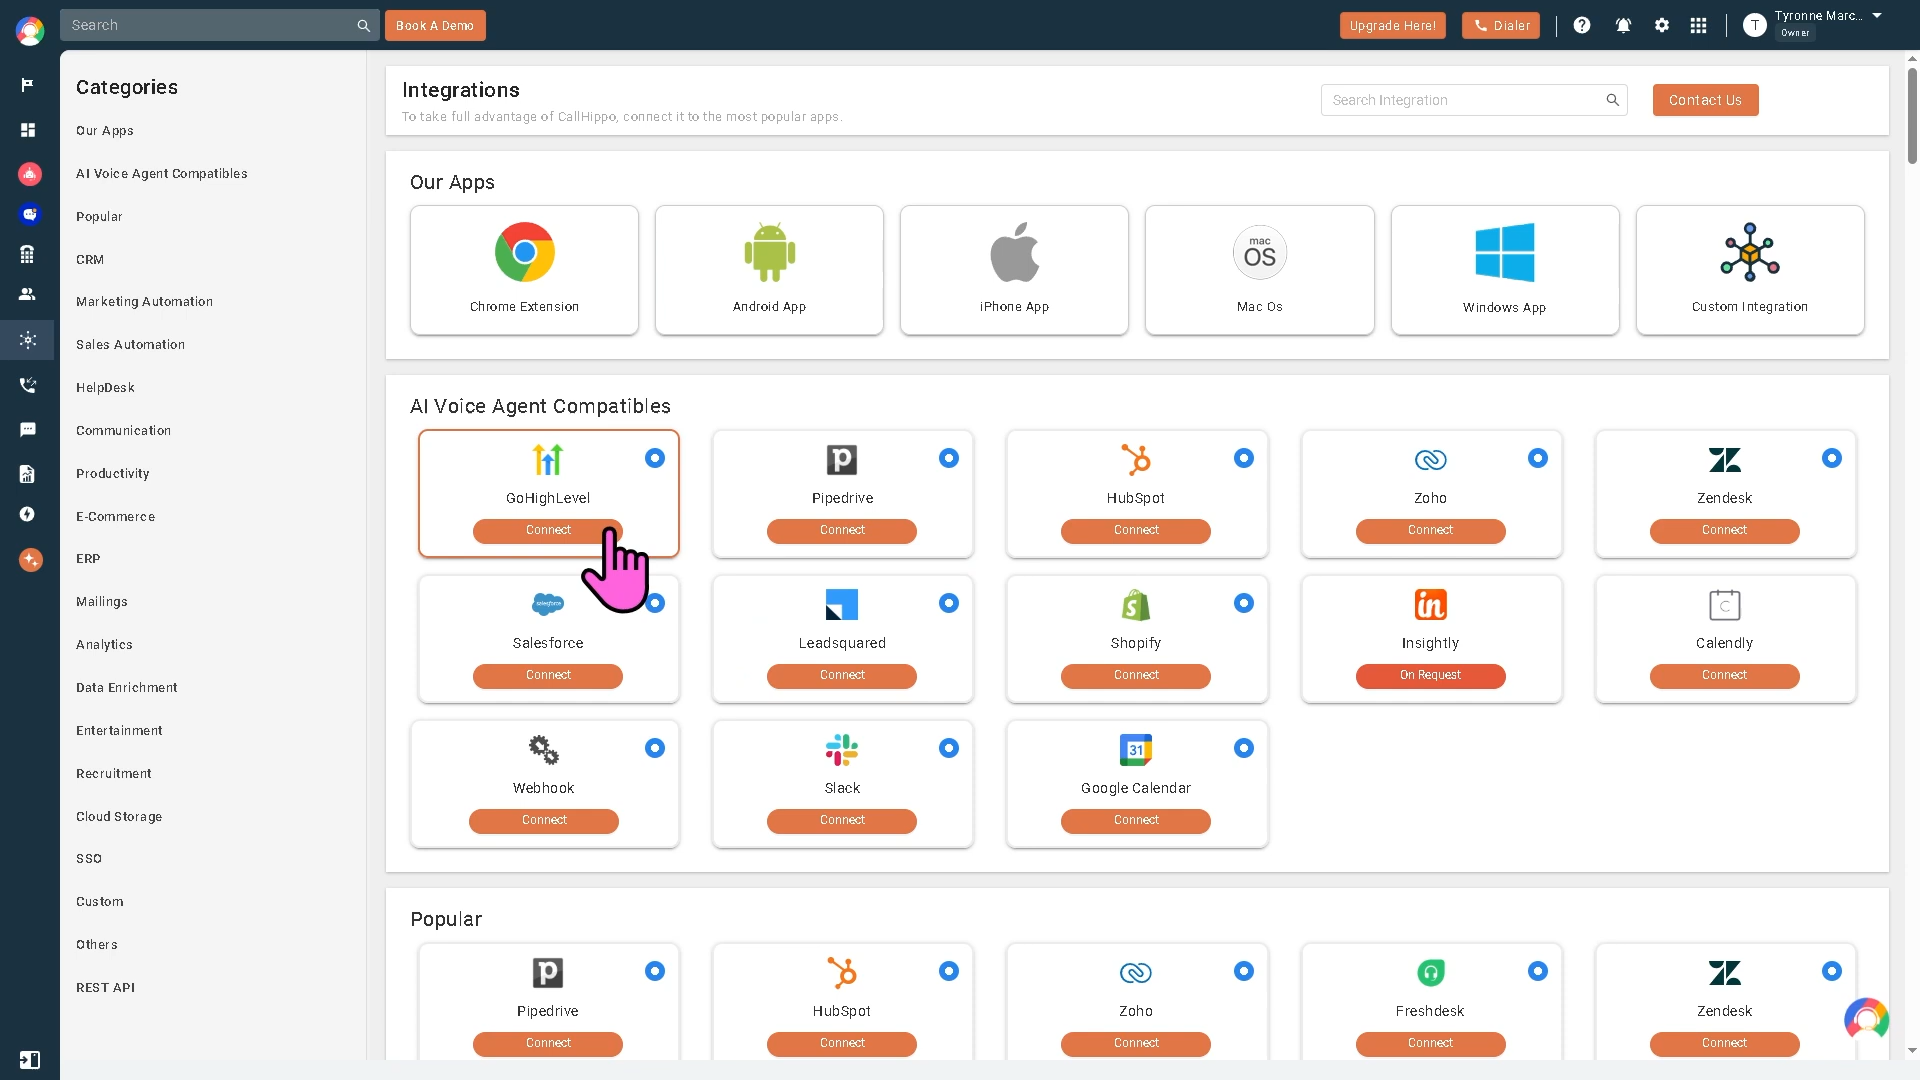 Search
Book A Demo
Upgrade Here!
Dialer
T
Tyronne Marc...
Owner
Categories
Our Apps
AI Voice Agent Compatibles
Popular
CRM
Marketing Automation
Sales Automation
HelpDesk
Communication
Productivity
E-Commerce
ERP
Mailings
Analytics
Data Enrichment
Entertainment
Recruitment
Cloud Storage
SSO
Custom
Others
REST API
Integrations
To take full advantage of CallHippo, connect it to the most popular apps.
Search Integration
Contact Us
Our Apps
Chrome Extension
Android App
iPhone App
mac
OS
Mac Os
Windows App
Custom Integration
AI Voice Agent Compatibles
GoHighLevel
Connect
Pipedrive
Connect
HubSpot
Connect
Zoho
Connect
Zendesk
Connect
salesforce
Salesforce
Connect
Leadsquared
Connect
Shopify
Connect
in
Insightly
On Request
C
Calendly
Connect
Webhook
Connect
Slack
Connect
31
Google Calendar
Connect
Popular
Pipedrive
Connect
HubSpot
Connect
Zoho
Connect
Freshdesk
Connect
Zendesk
Connect